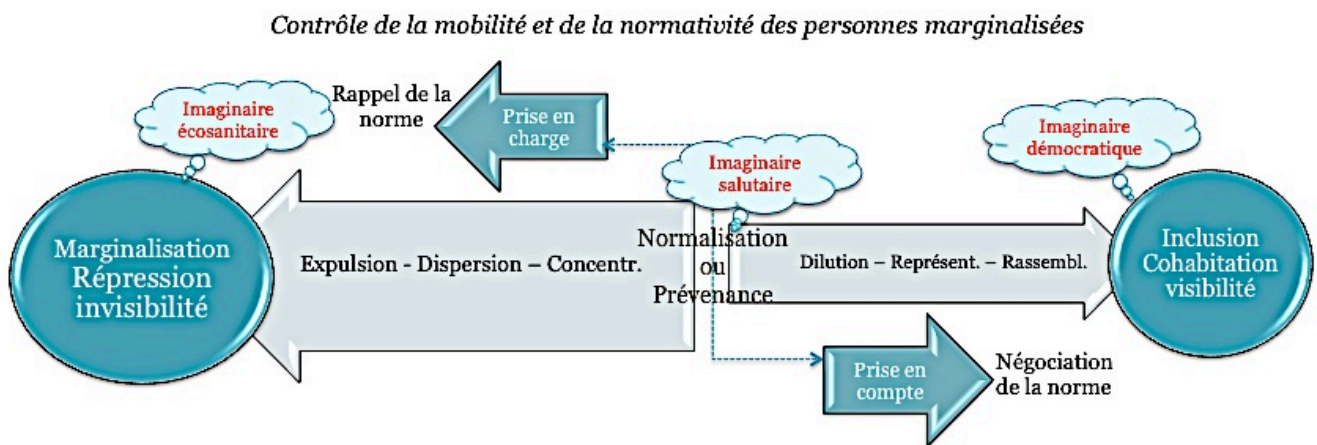 Contrôle de la mobilité et de la normativité des personnes marginalisées
Imaginaire
écosanitaire
Rappel de la
norme
Prise en
charge
Imaginaire
salutaire
Imaginaire
démocratique
Marginalisation
Répression
invisibilité
Expulsion - Dispersion – Concentr.
Normalisation
ou
Prévenance
Dilution – Représent. – Rassembl.
Inclusion
Cohabitation
visibilité
Prise en
compte
Négociation
de la norme